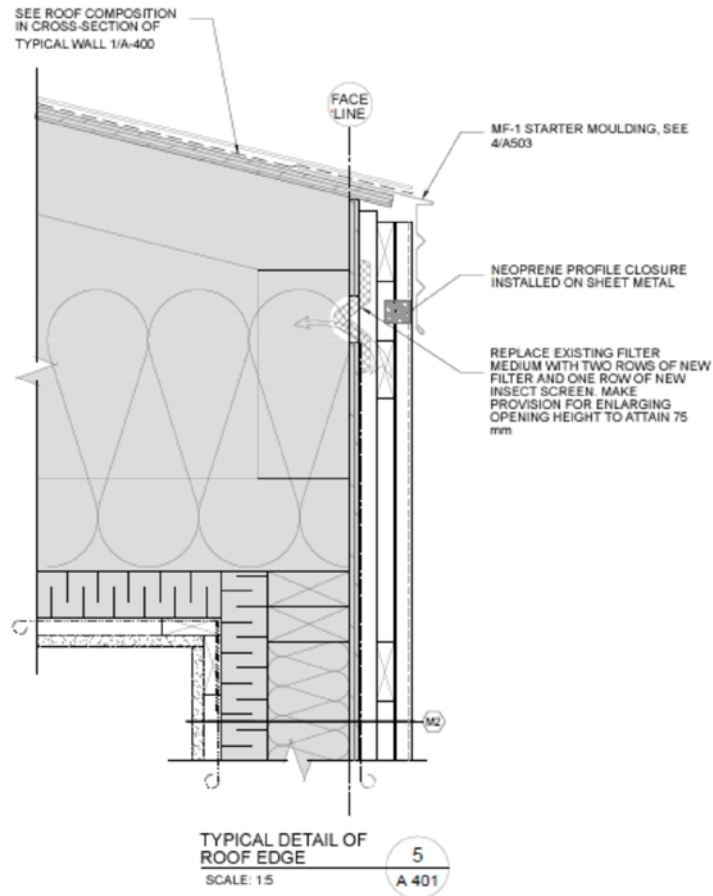 SEE ROOF COMPOSITION
IN CROSS-SECTION OF
TYPICAL WALL 1/A-400
FACE
LINE
MF-1 STARTER MOULDING, SEE
4/A503
NEOPRENE PROFILE CLOSURE
INSTALLED ON SHEET METAL
REPLACE EXISTING FILTER
MEDIUM WITH TWO ROWS OF NEW
FILTER AND ONE ROW OF NEW
INSECT SCREEN. MAKE
PROVISION FOR ENLARGING
OPENING HEIGHT TO ATTAIN 75
mm
M2
TYPICAL DETAIL OF
ROOF EDGE
SCALE: 1:5
5
A 401